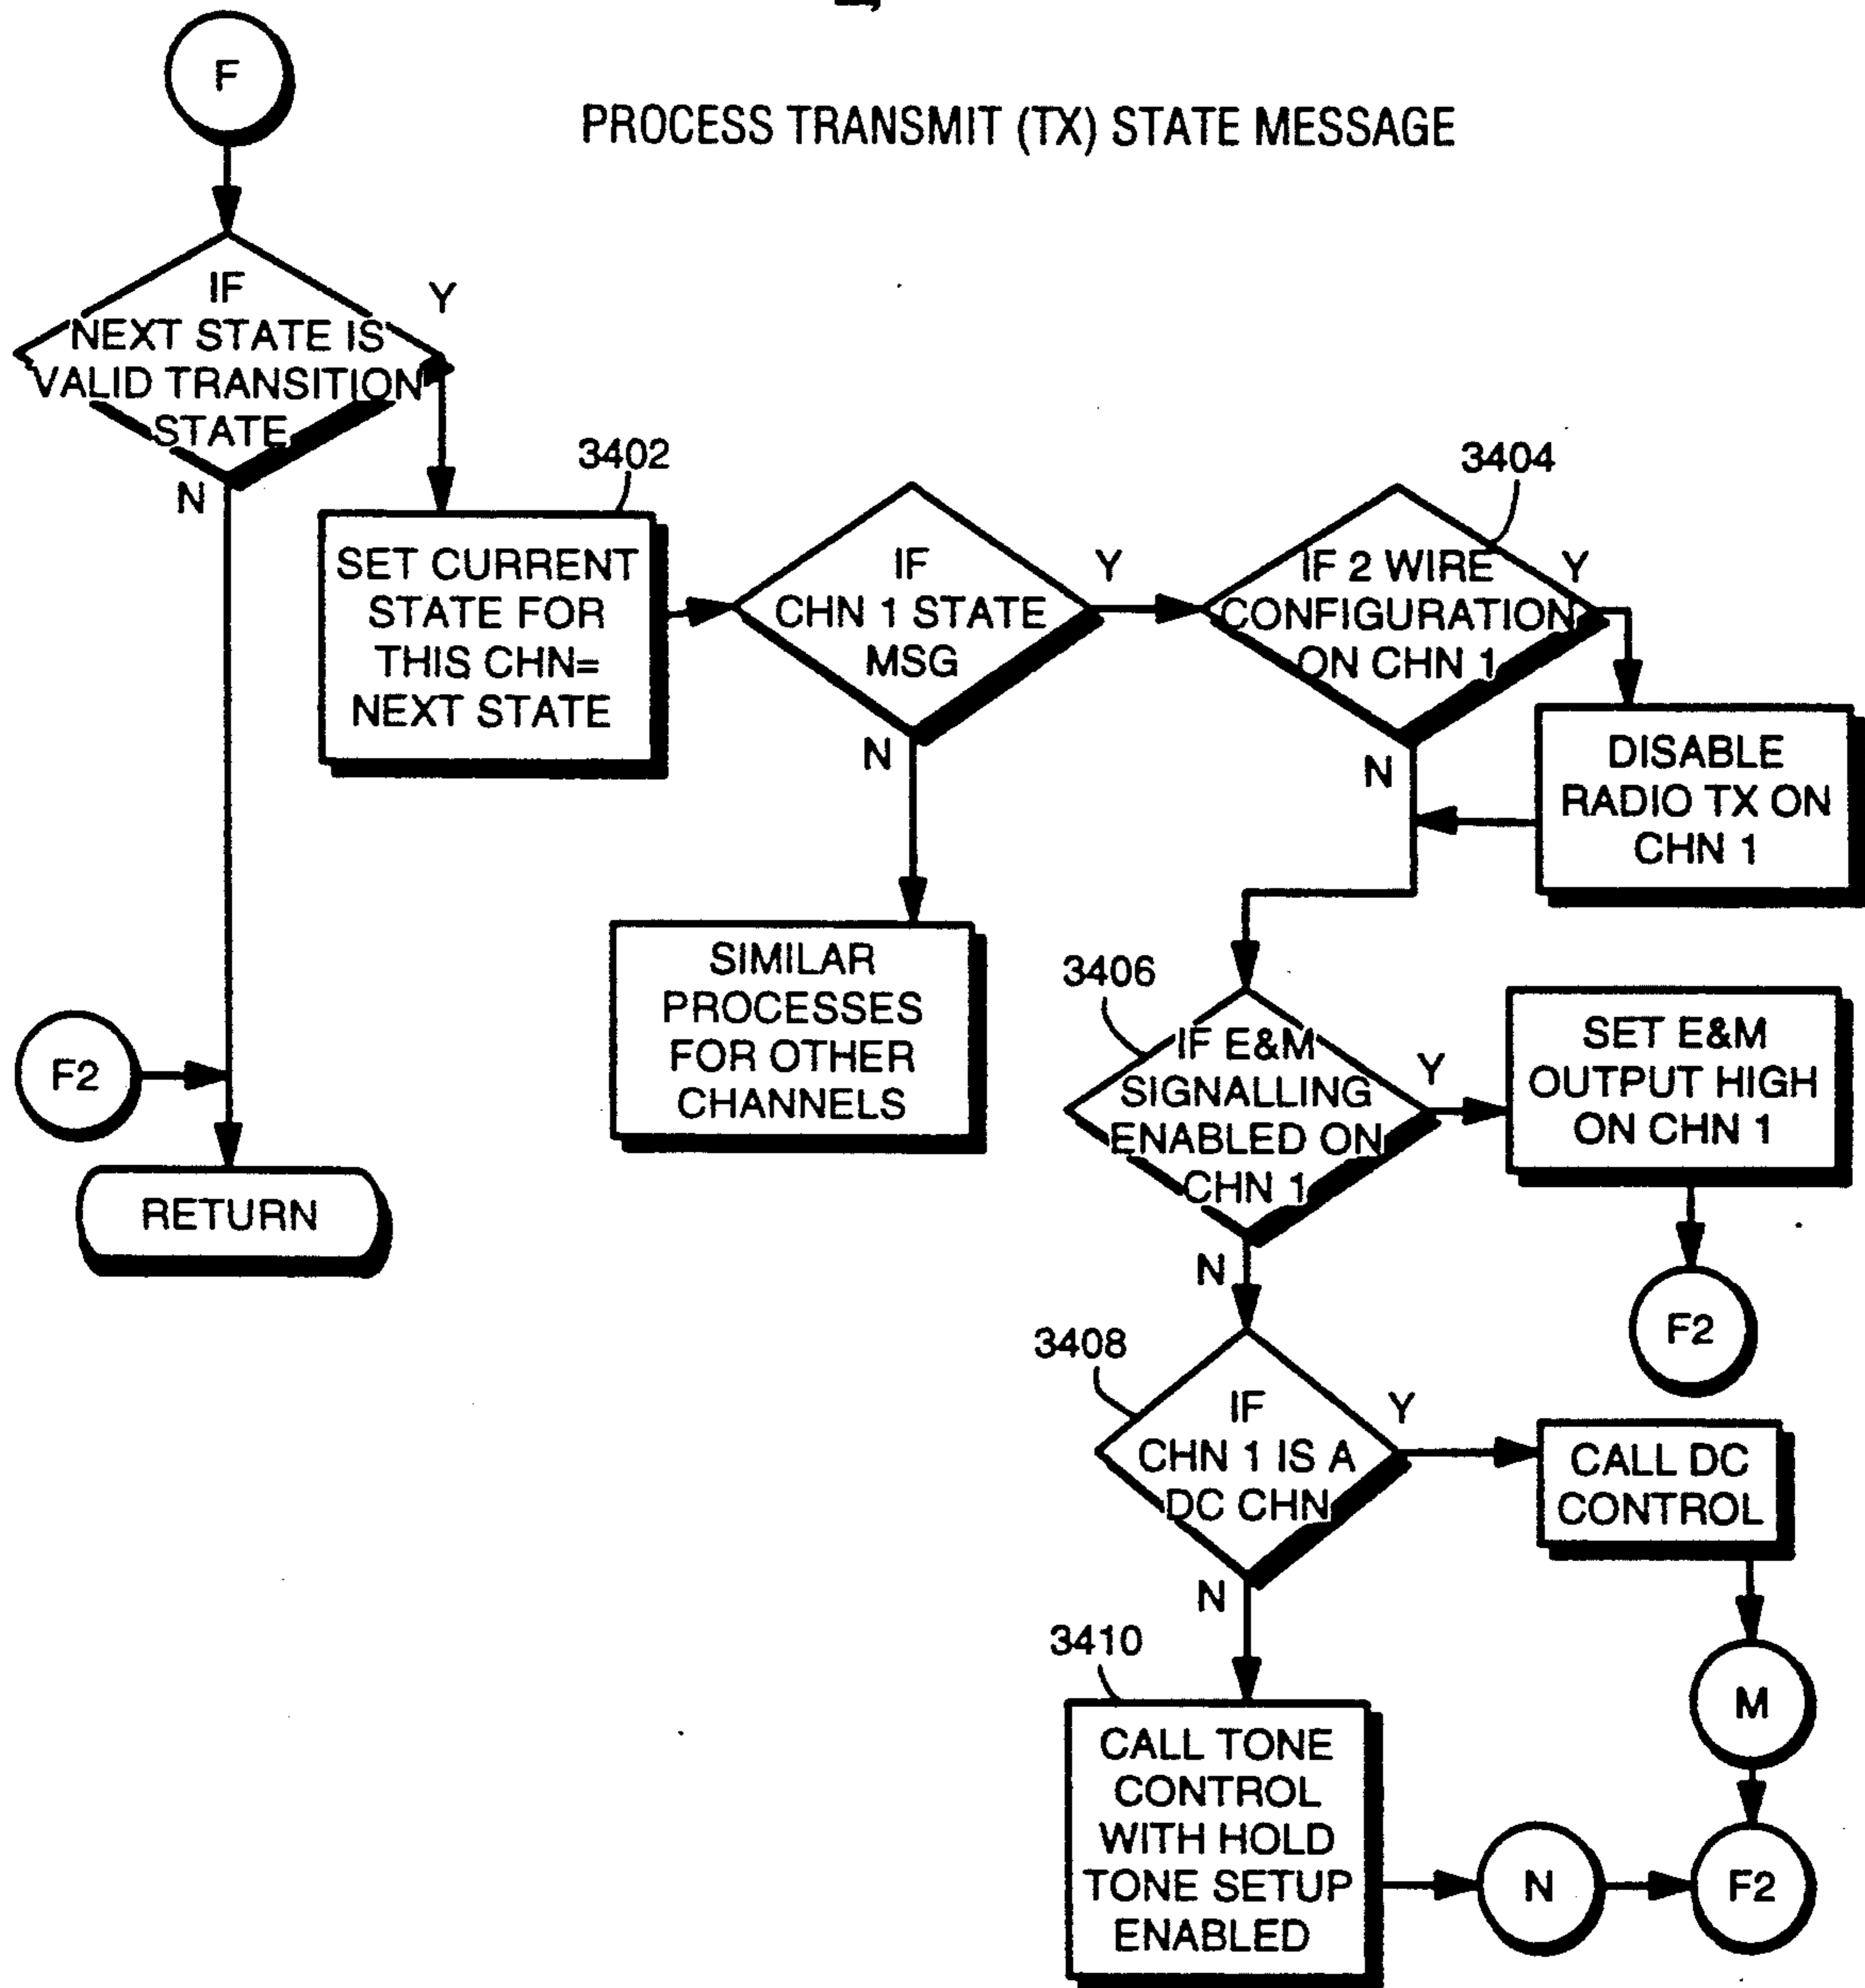 F
PROCESS TRANSMIT (TX) STATE MESSAGE
IF
NEXT STATE IS
VALID TRANSITION
STATE
Y
N
3402
SET CURRENT
STATE FOR
THIS CHN=
NEXT STATE
IF
CHN 1 STATE
MSG
Y
N
3404
IF 2 WIRE
CONFIGURATION
ON CHN 1
Y
N
DISABLE
RADIO TX ON
CHN 1
SIMILAR
PROCESSES
FOR OTHER
CHANNELS
3406
IF E&M
SIGNALLING
ENABLED ON
CHN 1
Y
N
SET E&M
OUTPUT HIGH
ON CHN 1
F2
F2
RETURN
3408
IF
CHN 1 IS A
DC CHN
Y
N
CALL DC
CONTROL
M
3410
CALL TONE
CONTROL
WITH HOLD
TONE SETUP
ENABLED
N
F2